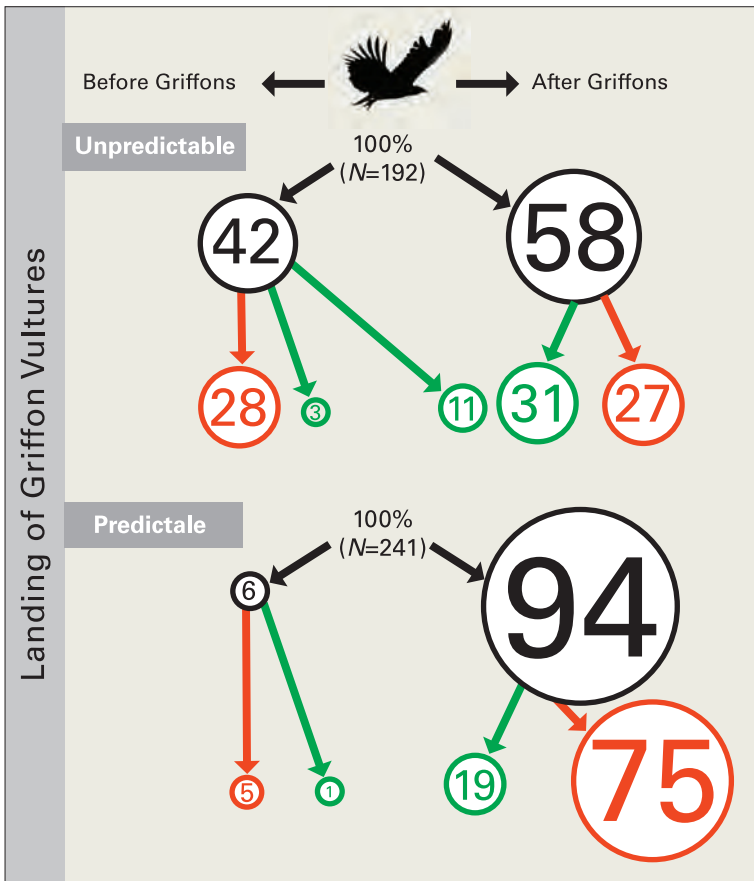 Landing of Griffon Vultures
Before Griffons
After Griffons
Unpredictable
100%
(N=192)
42
58
28
3
11
31
27
Predictale
100%
(N=241)
6
94
5
1
19
75